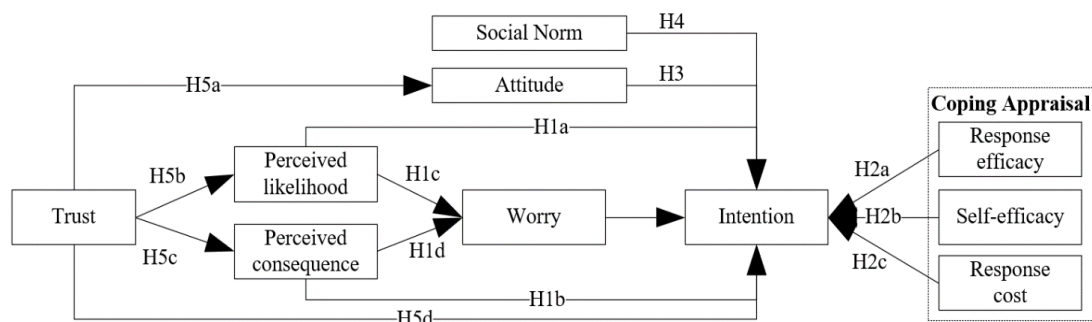 Social Norm
H4
Attitude
H3
H5a
Coping Appraisal
H1a
Response
efficacy
Perceived
likelihood
H5b
H1c
H2a
Trust
Worry
Intention
H2b
Self-efficacy
H5c
Perceived
consequence
H1d
H2c
Response
cost
H1b
H5d